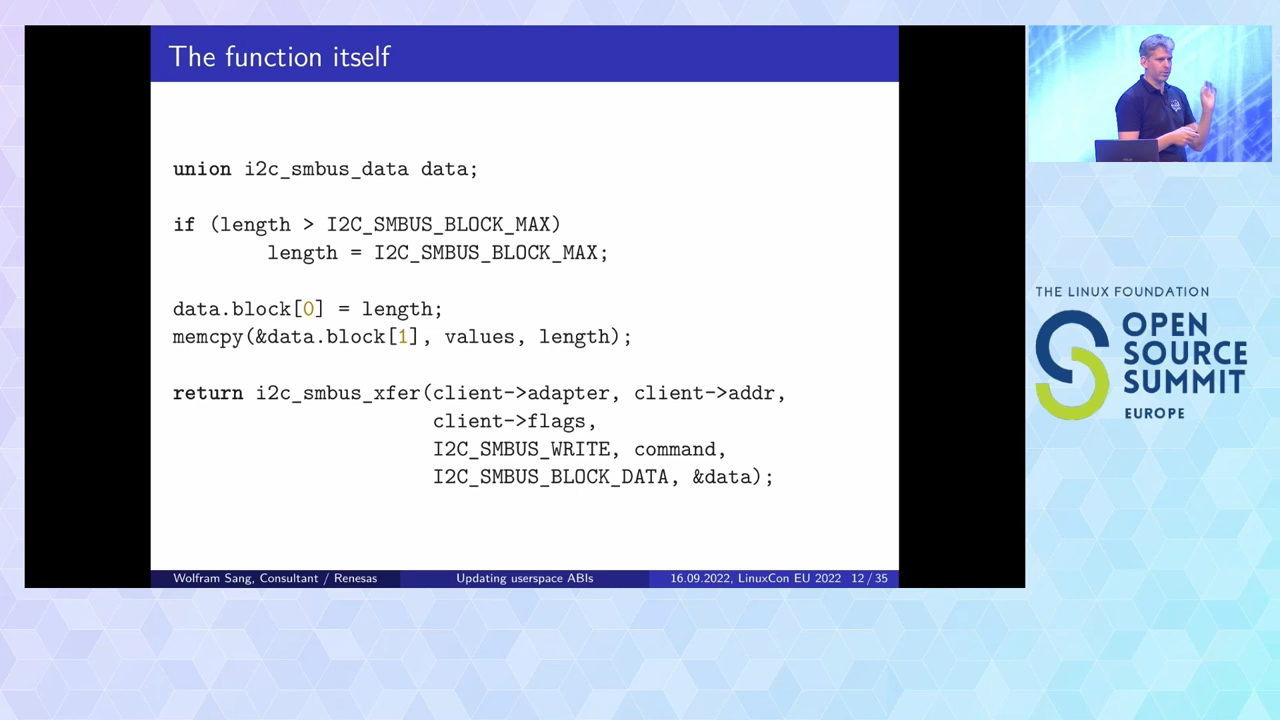 The function itself
union i2c_smbus_data data;
if (length > I2C_SMBUS_BLOCK_MAX)
length = I2C_SMBUS_BLOCK_MAX;
data.block[0] = length;
memcpy(&data.block[1], values, length);
return i2c_smbus_xfer(client->adapter, client->addr,
client->flags,
I2C_SMBUS_WRITE, command,
I2C_SMBUS_BLOCK_DATA, &data);
Wolfram Sang, Consultant / Renesas
Updating userspace ABIs
16.09.2022, LinuxCon EU 2022 12 / 35
THE LINUX FOUNDATION
OPEN
SOURCE
SUMMIT
EUROPE